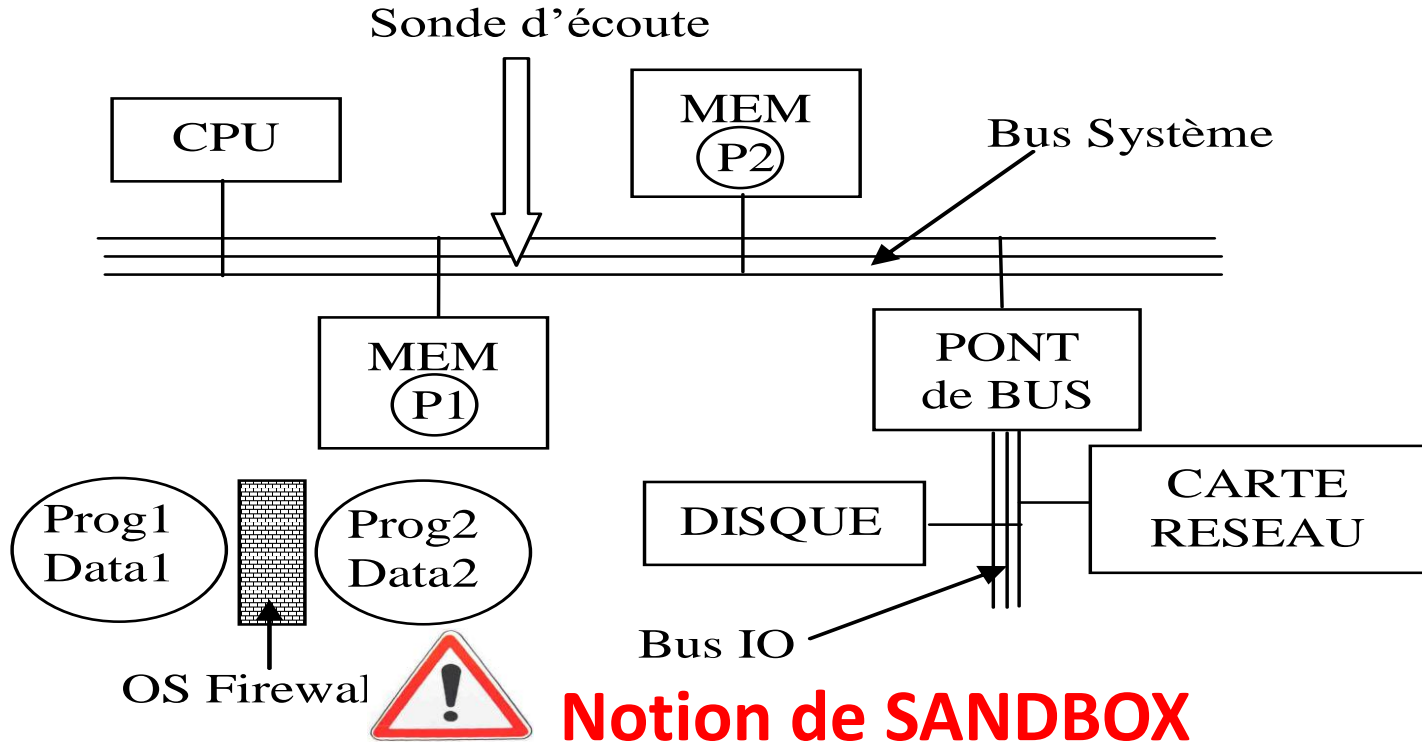 Sonde d'écoute
CPU
MEM
P2
Bus Système
MEM
P1
PONT
de BUS
Prog1
Data1
Prog2
Data2
DISQUE
CARTE
RESEAU
Bus IO
OS Firewal
Notion de SANDBOX